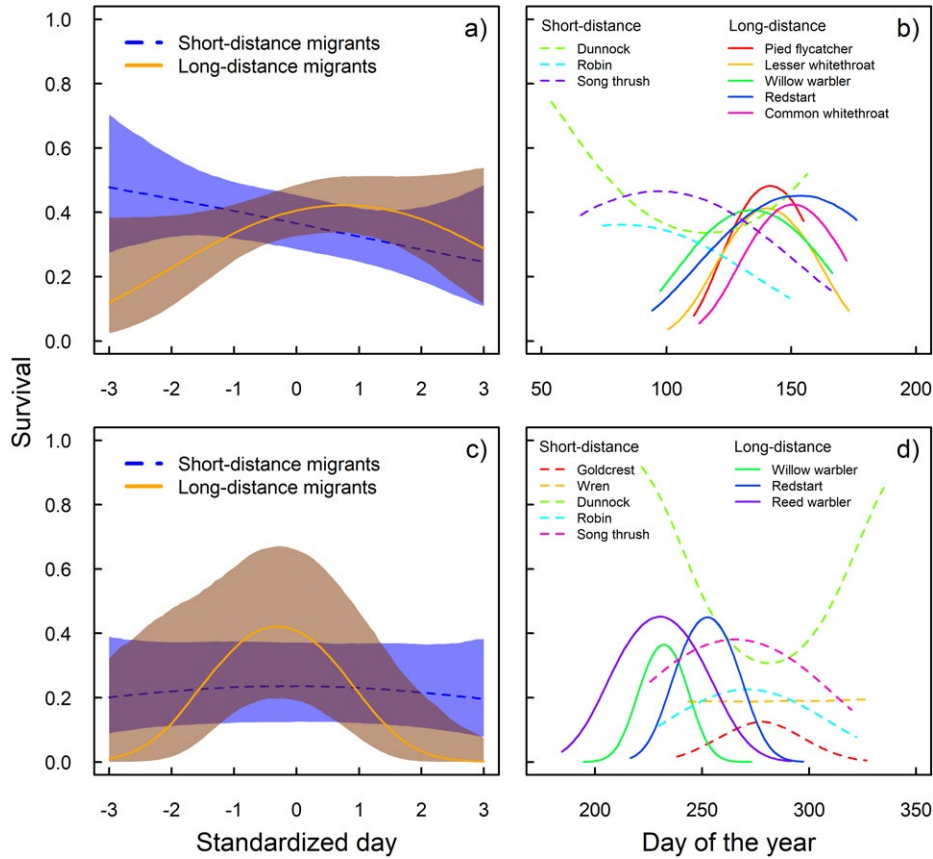 Survival
a)
Short-distance migrants
Long-distance migrants
1.0
0.8
0.6
0.4
0.2
0.0
-3 -2 -1 0 1 2 3
b)
Short-distance Long-distance
Dunnock Pied flycatcher
Robin Lesser whitethroat
Song thrush Willow warbler
Redstart
Common whitethroat
50 100 150 200
c)
Short-distance migrants
Long-distance migrants
1.0
0.8
0.6
0.4
0.2
0.0
-3 -2 -1 0 1 2 3
Standardized day
d)
Short-distance Long-distance
Goldcrest Willow warbler
Wren Redstart
Dunnock Reed warbler
Robin
Song thrush
200 250 300 350
Day of the year